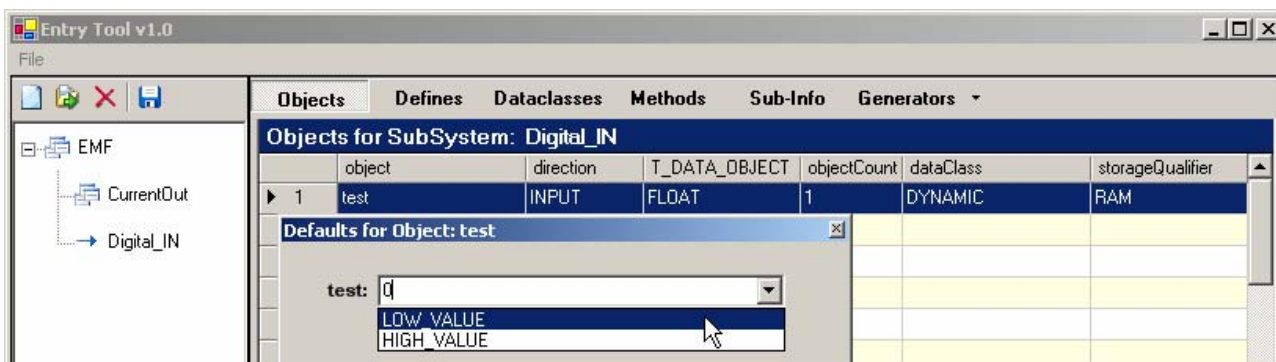 Entry Tool v1.0
File
Objects Defines Dataclasses Methods Sub-Info Generators
EMF
CurrentOut
Digital_IN
Objects for SubSystem: Digital_IN
object direction T_DATA_OBJECT objectCount dataClass storageQualifier
1 test INPUT FLOAT 1 DYNAMIC RAM
Defaults for Object: test
test: 0
LOW_VALUE
HIGH_VALUE